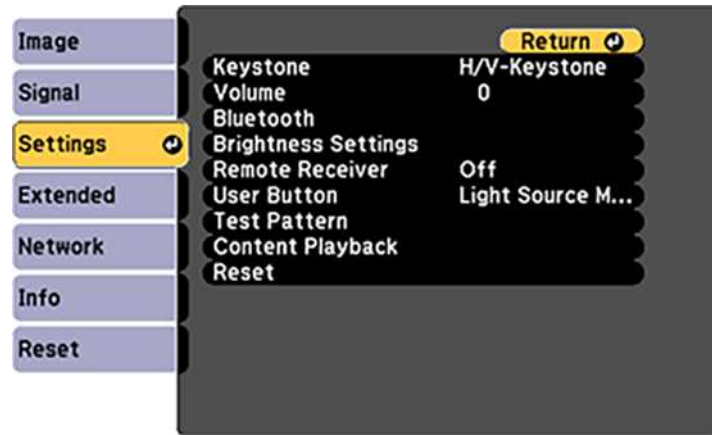 Image
Signal
Settings
Extended
Network
Info
Reset
Return
Keystone H/V-Keystone
Volume 0
Bluetooth
Brightness Settings
Remote Receiver Off
User Button Light Source M...
Test Pattern
Content Playback
Reset